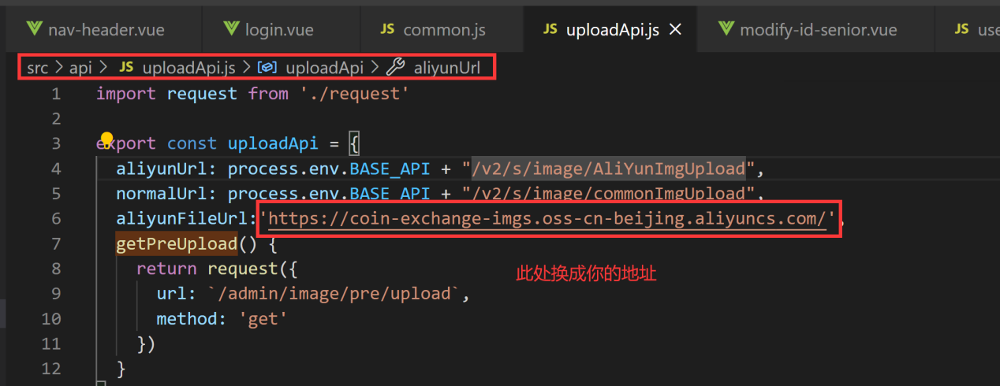 nav-header.vue login.vue JS common.js JS uploadApi.js JS modify-id-senior.vue JS use
src > api > JS uploadApi.js > uploadApi > aliyunUrl
1 import request from './request'
2
3 export const uploadApi = {
4 aliyunUrl: process.env.BASE_API + "/v2/s/image/AliYunImgUpload",
5 normalUrl: process.env.BASE_API + "/v2/s/image/commonImgUpload",
6 aliyunFileUrl:'https://coin-exchange-imgs.oss-cn-beijing.aliyuncs.com/',
7 getPreUpload() {
8 return request({
此处换成你的地址
9 url: `/admin/image/pre/upload`,
10 method: 'get'
11 })
12 }